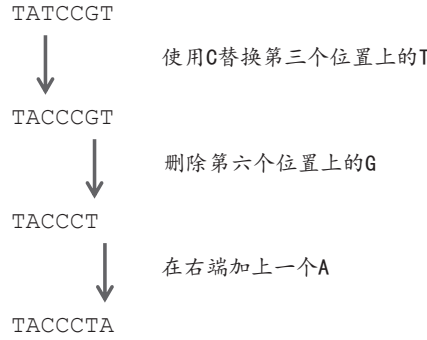 TATCCGT
使用C替换第三个位置上的T
TACCCGT
删除第六个位置上的G
TACCCT
在右端加上一个A
TACCCTA